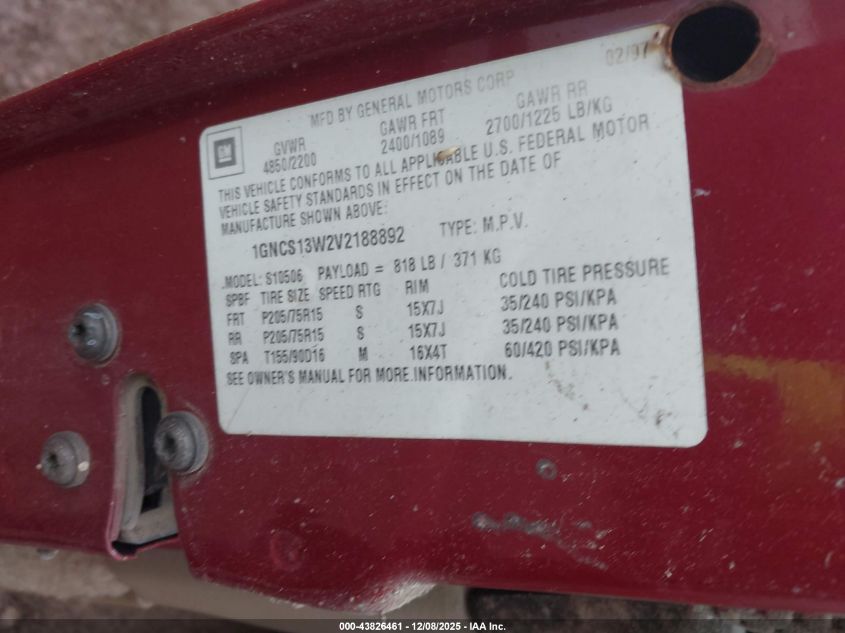 02/97
MFD BY GENERAL MOTORS CORP
GM
GVWR GAWR FRT GAWR RR
4850/2200 2400/1089 2700/1225 LB/KG
THIS VEHICLE CONFORMS TO ALL APPLICABLE U.S. FEDERAL MOTOR
VEHICLE SAFETY STANDARDS IN EFFECT ON THE DATE OF
MANUFACTURE SHOWN ABOVE:
1GNCS13W2V2188892 TYPE: M.P.V.
MODEL: S10506 PAYLOAD = 818 LB / 371 KG
SPBF TIRE SIZE SPEED RTG RIM COLD TIRE PRESSURE
FRT P205/75R15 S 15X7J 35/240 PSI/KPA
RR P205/75R15 S 15X7J 35/240 PSI/KPA
SPA T155/90D16 M 16X4T 60/420 PSI/KPA
SEE OWNER'S MANUAL FOR MORE INFORMATION.
000-43826461 - 12/08/2025 - IAA Inc.